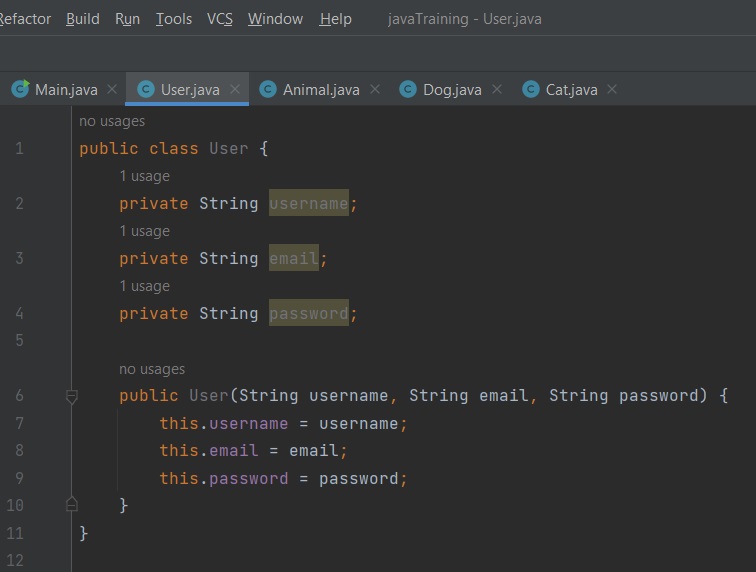 Refactor Build Run Tools VCS Window Help javaTraining - User.java
Main.java User.java Animal.java Dog.java Cat.java
no usages
1 public class User {
1 usage
2 private String username;
1 usage
3 private String email;
1 usage
4 private String password;
5
no usages
6 public User(String username, String email, String password) {
7 this.username = username;
8 this.email = email;
9 this.password = password;
10 }
11 }
12